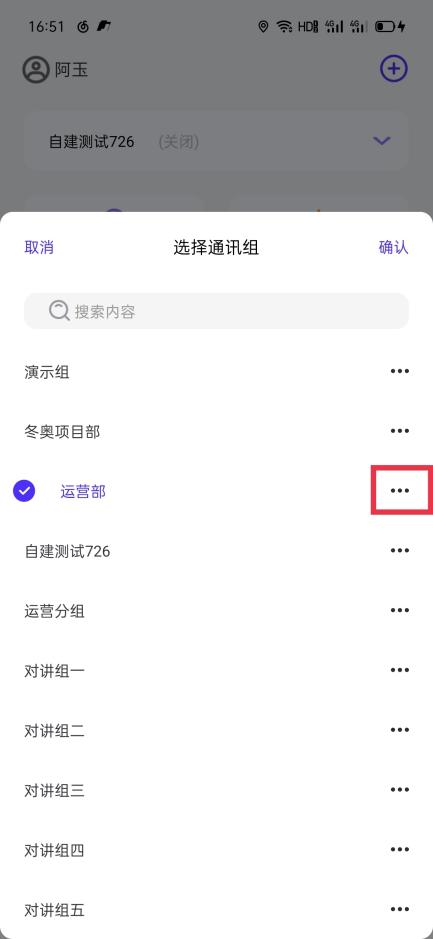 16:51 HD 4G 4G
阿玉
自建测试726 (关闭)
取消 选择通讯组 确认
搜索内容
演示组
冬奥项目部
运营部
自建测试726
运营分组
对讲组一
对讲组二
对讲组三
对讲组四
对讲组五